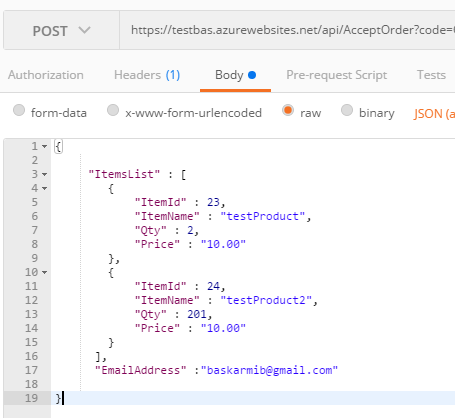 POST https://testbas.azurewebsites.net/api/AcceptOrder?code=
Authorization Headers (1) Body Pre-request Script Tests
form-data x-www-form-urlencoded raw binary JSON (a
1 {
2
3 "ItemsList" : [
4 {
5 "ItemId" : 23,
6 "ItemName" : "testProduct",
7 "Qty" : 2,
8 "Price" : "10.00"
9 },
10 {
11 "ItemId" : 24,
12 "ItemName" : "testProduct2",
13 "Qty" : 201,
14 "Price" : "10.00"
15 }
16 ],
17 "EmailAddress" :"baskarmib@gmail.com"
18
19 }